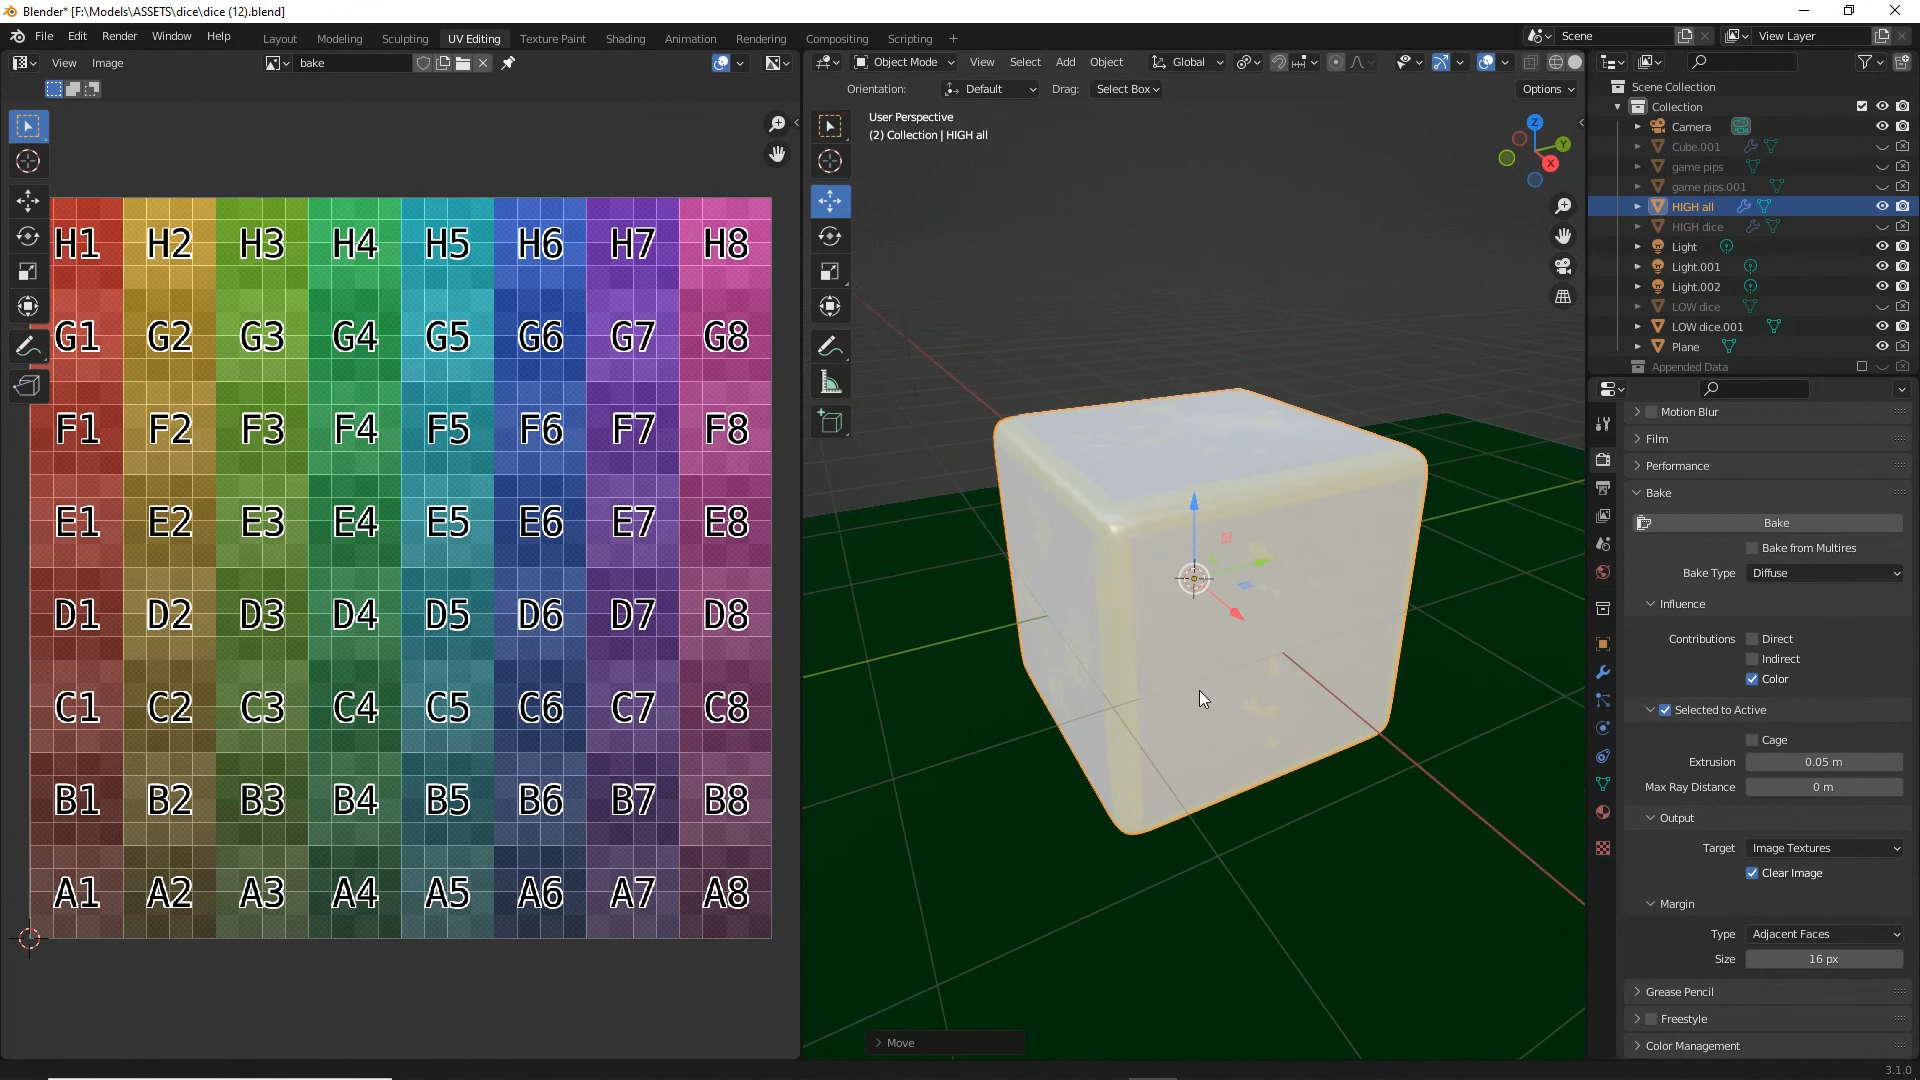 Blender* [F:\Models\ASSETS\dice\dice (12).blend]
File Edit Render Window Help
Layout Modeling Sculpting UV Editing Texture Paint Shading Animation Rendering Compositing Scripting +
Scene
View Layer
View Image
bake
Object Mode View Select Add Object
Global
Orientation: Default Drag: Select Box
Options
User Perspective
(2) Collection | HIGH all
Z
Y
X
H1 H2 H3 H4 H5 H6 H7 H8
G1 G2 G3 G4 G5 G6 G7 G8
F1 F2 F3 F4 F5 F6 F7 F8
E1 E2 E3 E4 E5 E6 E7 E8
D1 D2 D3 D4 D5 D6 D7 D8
C1 C2 C3 C4 C5 C6 C7 C8
B1 B2 B3 B4 B5 B6 B7 B8
A1 A2 A3 A4 A5 A6 A7 A8
Move
Scene Collection
Collection
Camera
Cube.001
game pips
game pips.001
HIGH all
HIGH dice
Light
Light.001
Light.002
LOW dice
LOW dice.001
Plane
Appended Data
Motion Blur
Film
Performance
Bake
Bake
Bake from Multires
Bake Type Diffuse
Influence
Contributions Direct
Indirect
Color
Selected to Active
Cage
Extrusion 0.05 m
Max Ray Distance 0 m
Output
Target Image Textures
Clear Image
Margin
Type Adjacent Faces
Size 16 px
Grease Pencil
Freestyle
Color Management
3.1.0